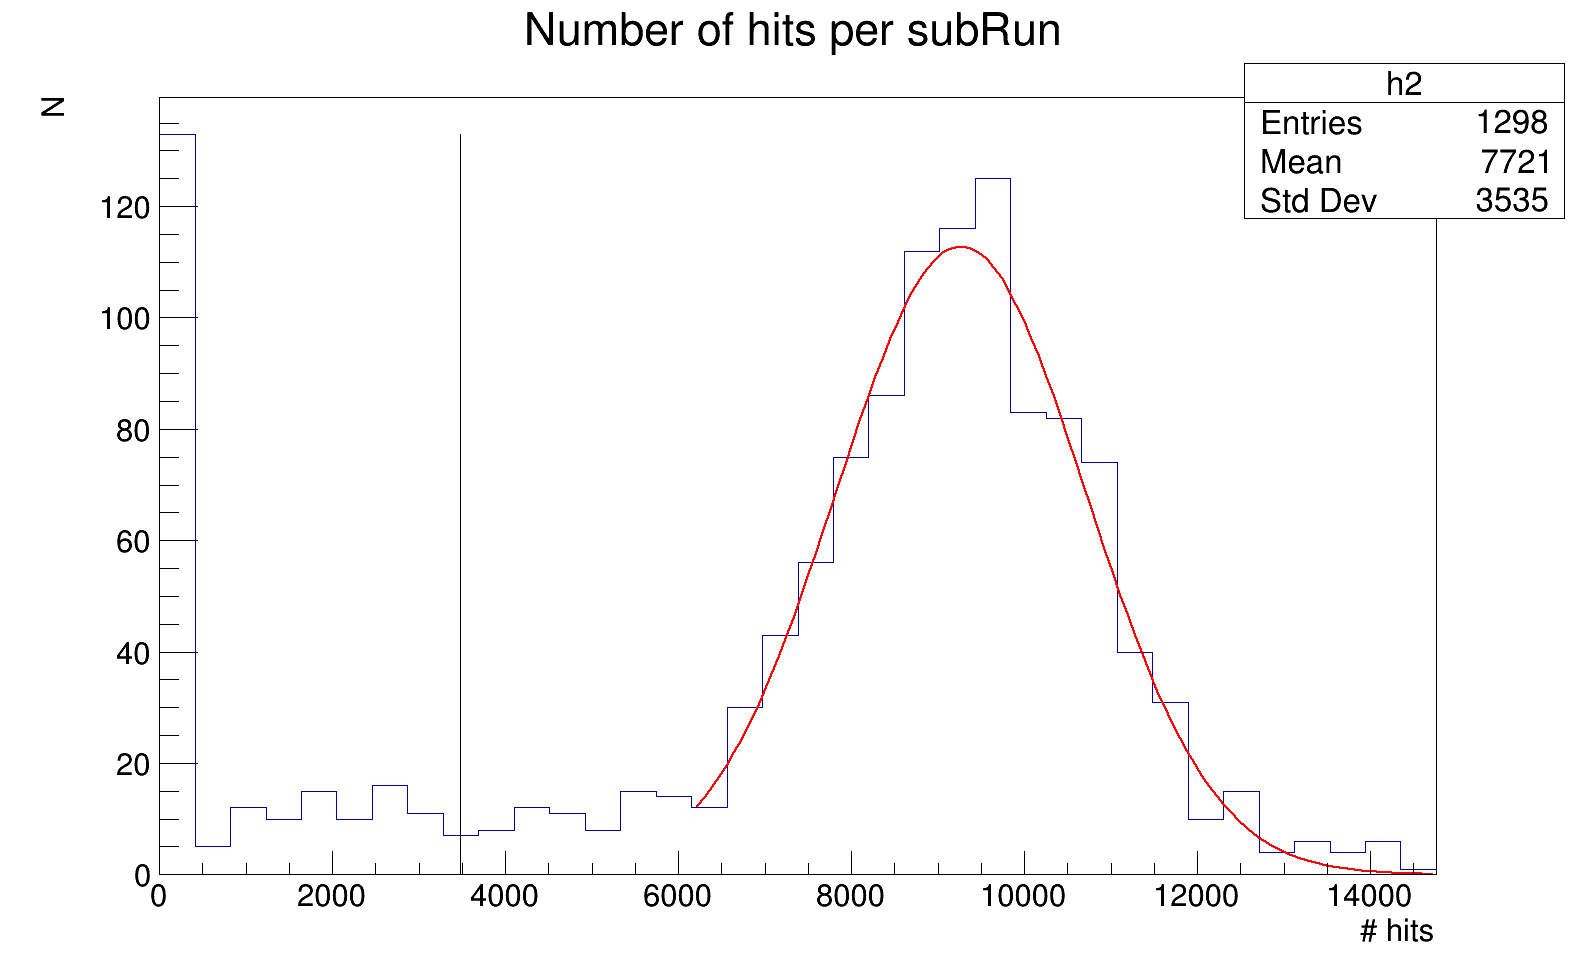 Number of hits per subRun
h2
Entries 1298
Mean 7721
Std Dev 3535
N
120
100
80
60
40
20
0
0 2000 4000 6000 8000 10000 12000 14000
# hits